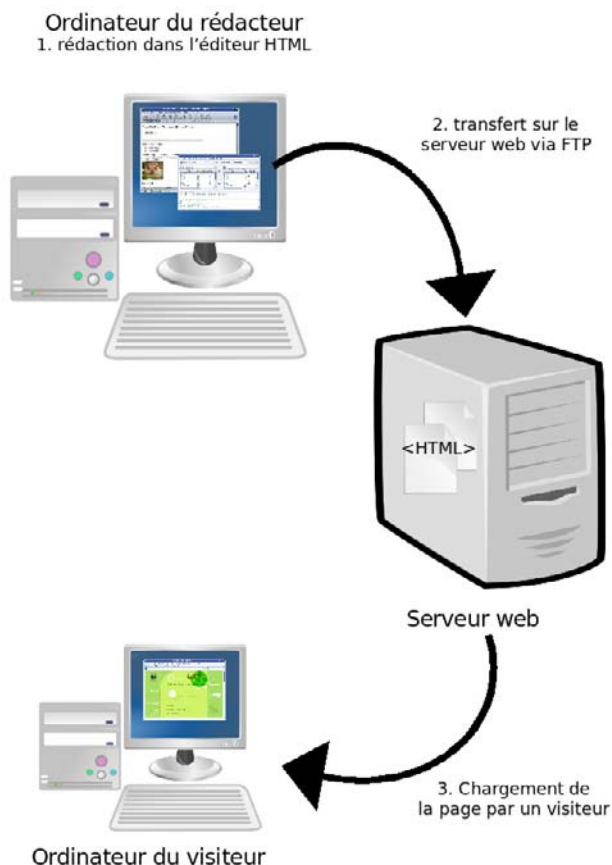 Ordinateur du rédacteur
1. rédaction dans l'éditeur HTML
2. transfert sur le
serveur web via FTP
<HTML>
Serveur web
3. Chargement de
la page par un visiteur
Ordinateur du visiteur